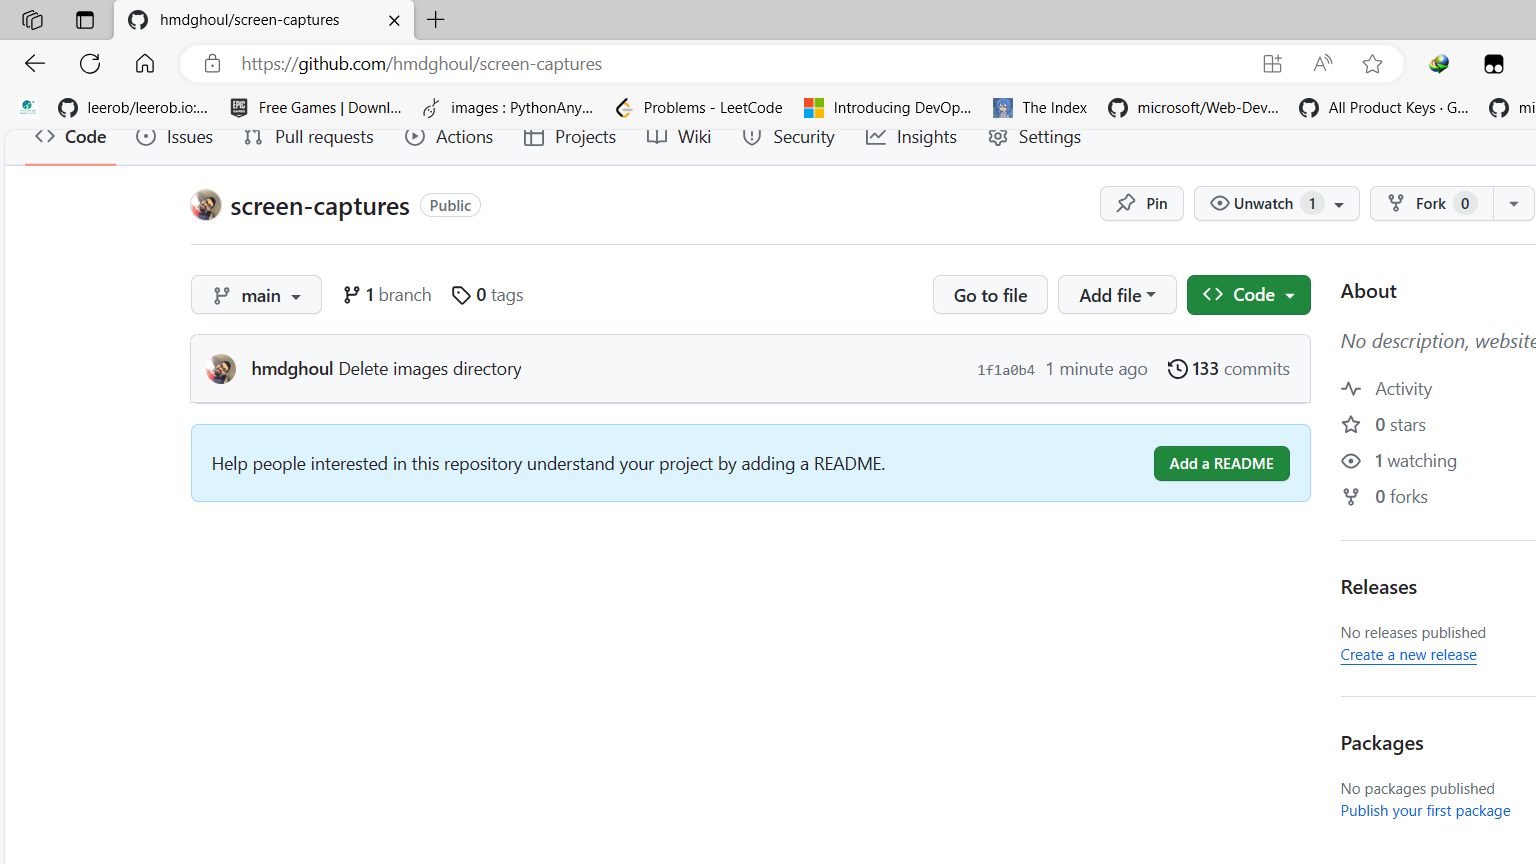 hmdghoul/screen-captures
https://github.com/hmdghoul/screen-captures
leerob/leerob.io:...
Free Games | Downl...
images : PythonAny...
Problems - LeetCode
Introducing DevOp...
The Index
microsoft/Web-Dev...
All Product Keys · G...
mi
Code
Issues
Pull requests
Actions
Projects
Wiki
Security
Insights
Settings
screen-captures
Public
Pin
Unwatch 1
Fork 0
main
1 branch
0 tags
Go to file
Add file
Code
hmdghoul Delete images directory
1f1a0b4 1 minute ago
133 commits
Help people interested in this repository understand your project by adding a README.
Add a README
About
No description, website
Activity
0 stars
1 watching
0 forks
Releases
No releases published
Create a new release
Packages
No packages published
Publish your first package